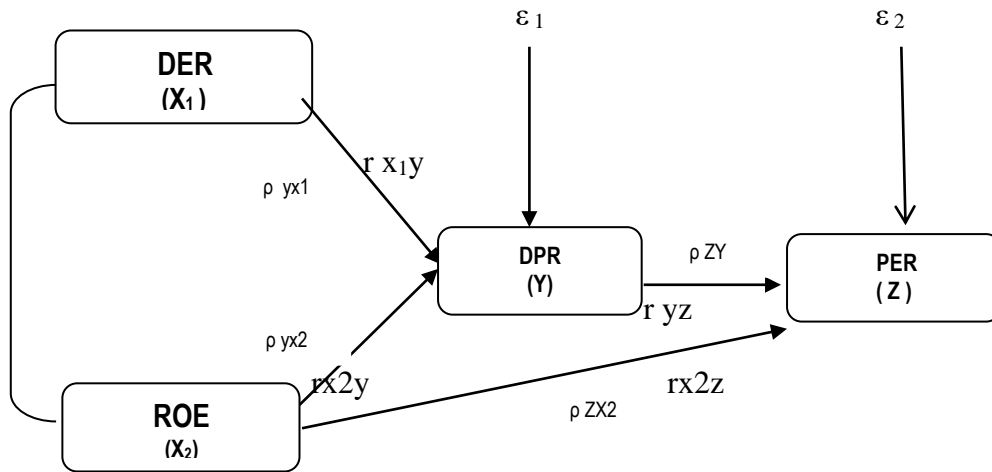 ε 1
ε 2
DER
(X1)
r x1y
ρ yx1
DPR
(Y)
ρ ZY
PER
( Z )
r yz
ρ yx2
rx2y
rx2z
ROE
(X2)
ρ ZX2